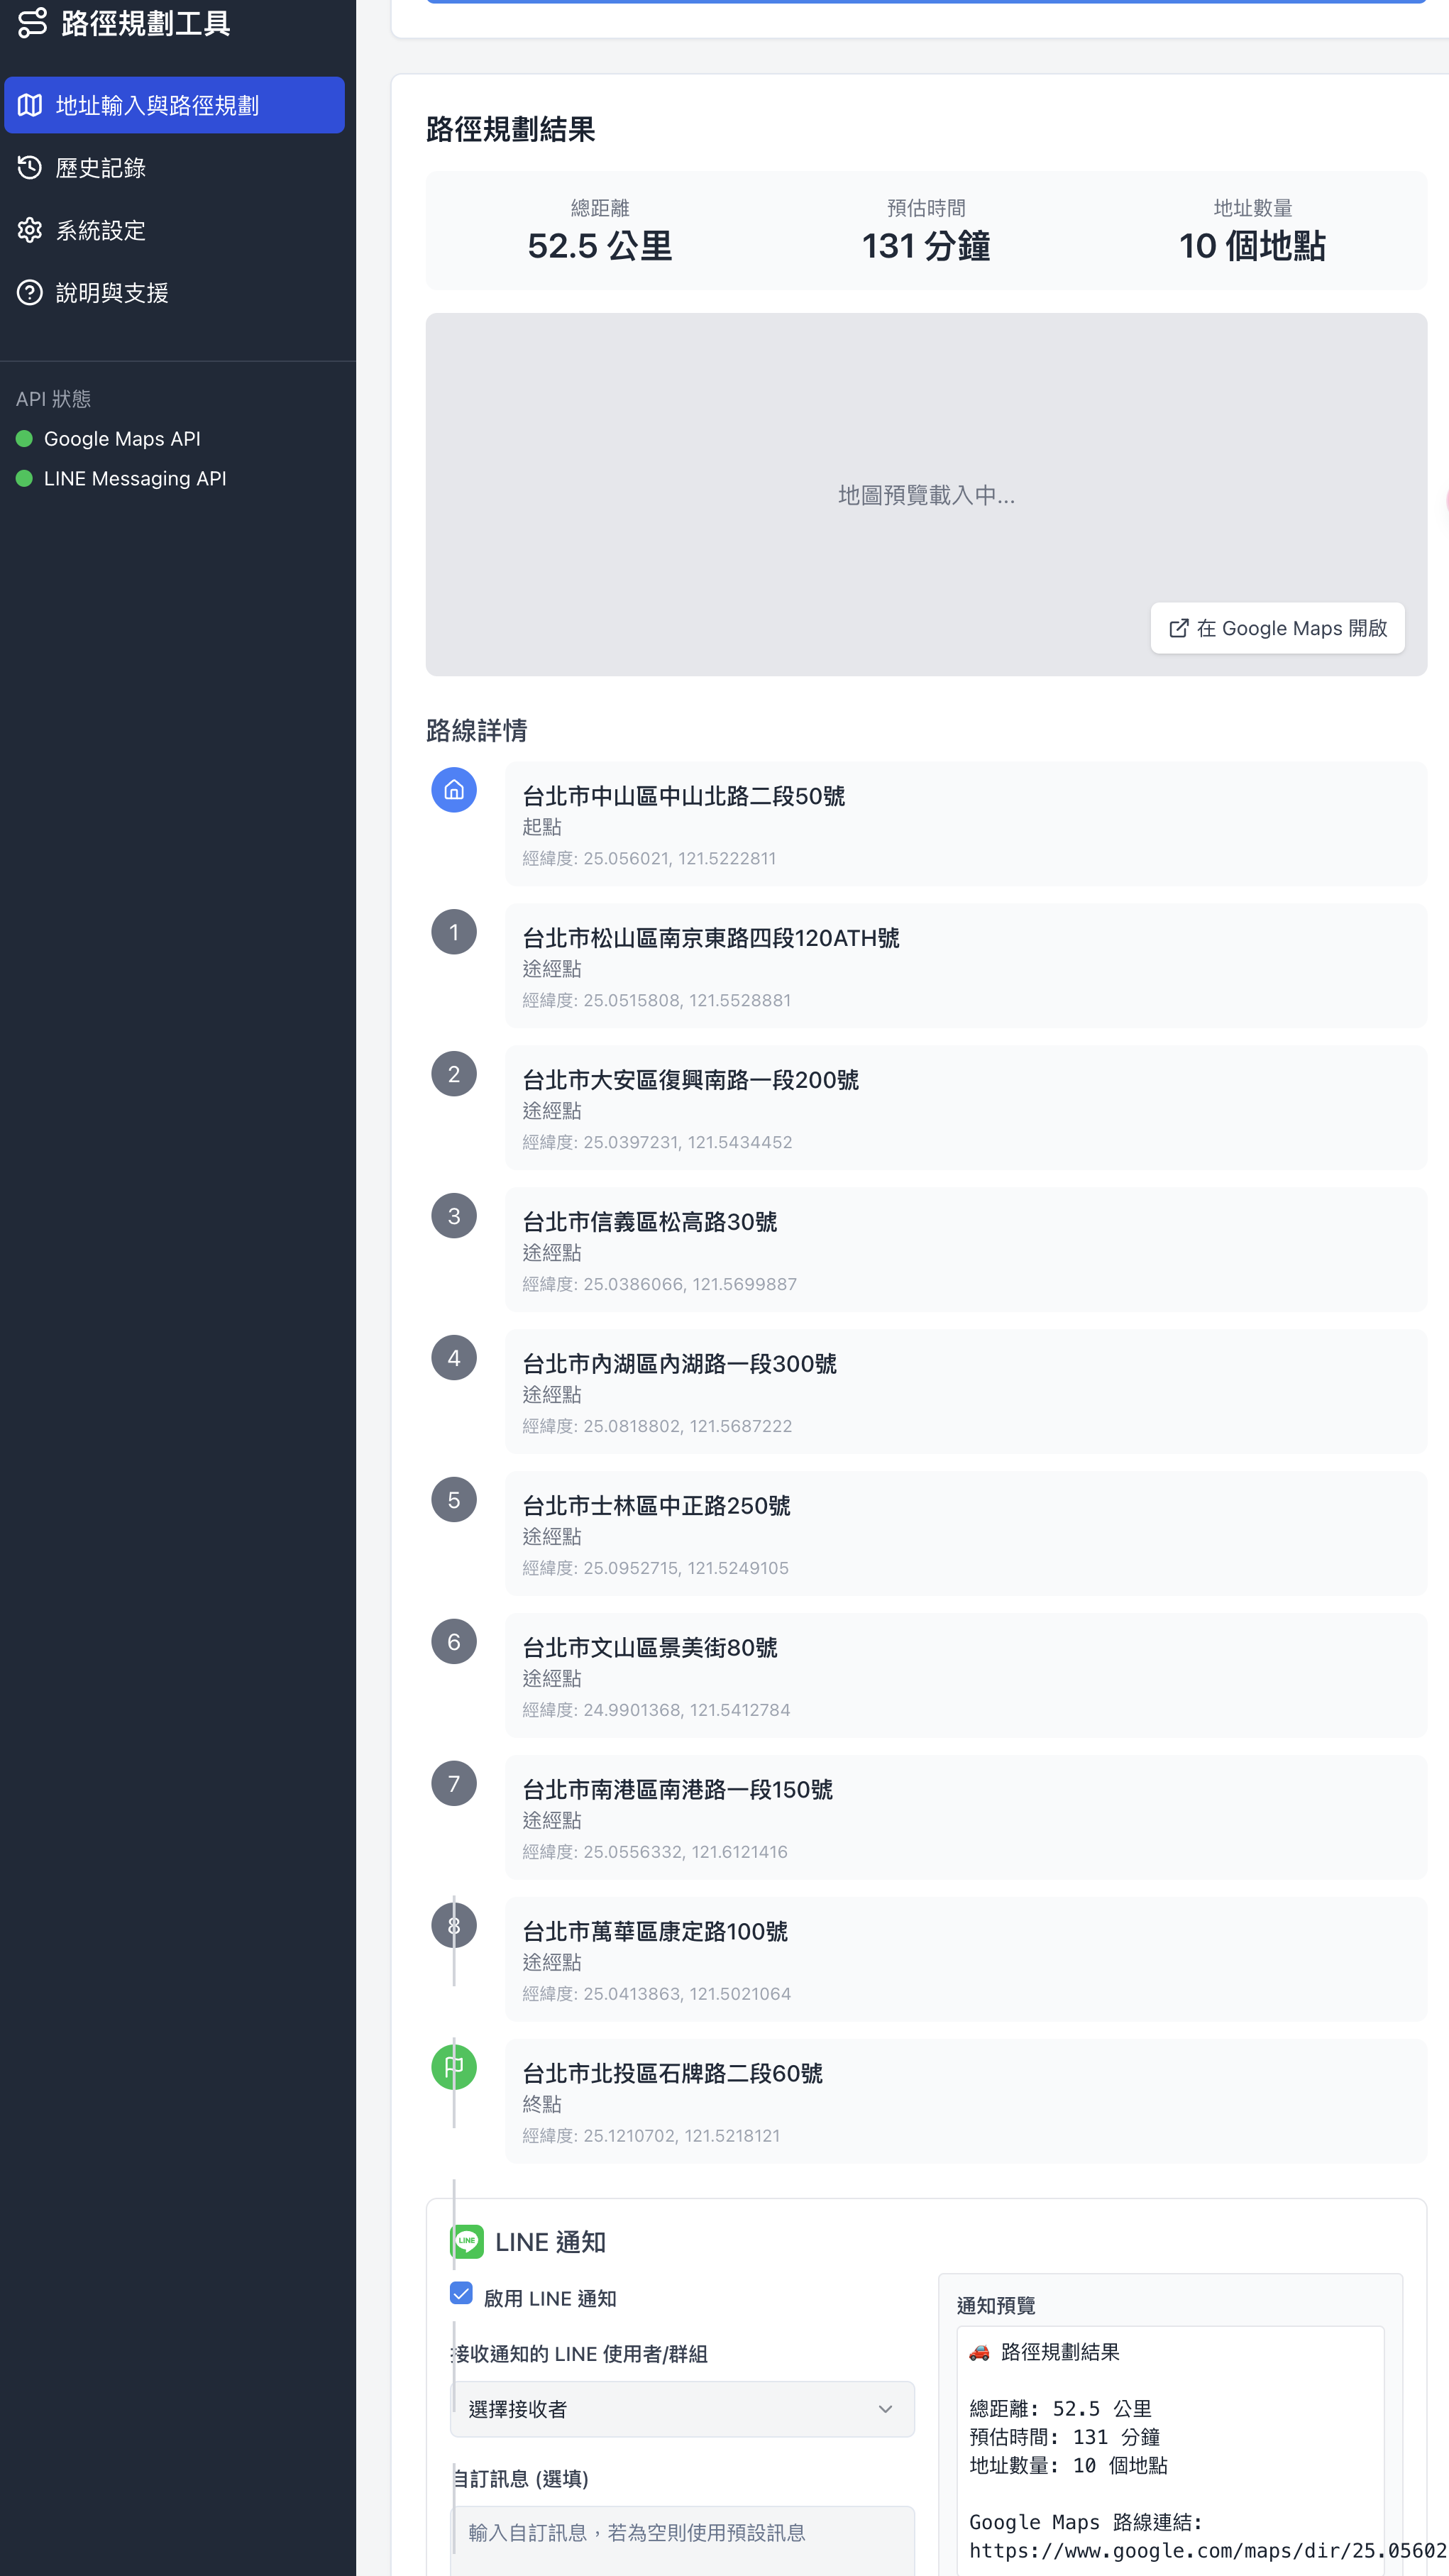 路徑規劃工具
地址輸入與路徑規劃
歷史記錄
系統設定
說明與支援
API 狀態
Google Maps API
LINE Messaging API
路徑規劃結果
總距離
52.5 公里
預估時間
131 分鐘
地址數量
10 個地點
地圖預覽載入中...
在 Google Maps 開啟
路線詳情
台北市中山區中山北路二段50號
起點
經緯度: 25.056021, 121.5222811
1
台北市松山區南京東路四段120ATH號
途經點
經緯度: 25.0515808, 121.5528881
2
台北市大安區復興南路一段200號
途經點
經緯度: 25.0397231, 121.5434452
3
台北市信義區松高路30號
途經點
經緯度: 25.0386066, 121.5699887
4
台北市內湖區內湖路一段300號
途經點
經緯度: 25.0818802, 121.5687222
5
台北市士林區中正路250號
途經點
經緯度: 25.0952715, 121.5249105
6
台北市文山區景美街80號
途經點
經緯度: 24.9901368, 121.5412784
7
台北市南港區南港路一段150號
途經點
經緯度: 25.0556332, 121.6121416
8
台北市萬華區康定路100號
途經點
經緯度: 25.0413863, 121.5021064
台北市北投區石牌路二段60號
終點
經緯度: 25.1210702, 121.5218121
LINE
LINE 通知
啟用 LINE 通知
接收通知的 LINE 使用者/群組
選擇接收者
自訂訊息 (選填)
輸入自訂訊息，若為空則使用預設訊息
通知預覽
🚗 路徑規劃結果
總距離: 52.5 公里
預估時間: 131 分鐘
地址數量: 10 個地點
Google Maps 路線連結:
https://www.google.com/maps/dir/25.05602